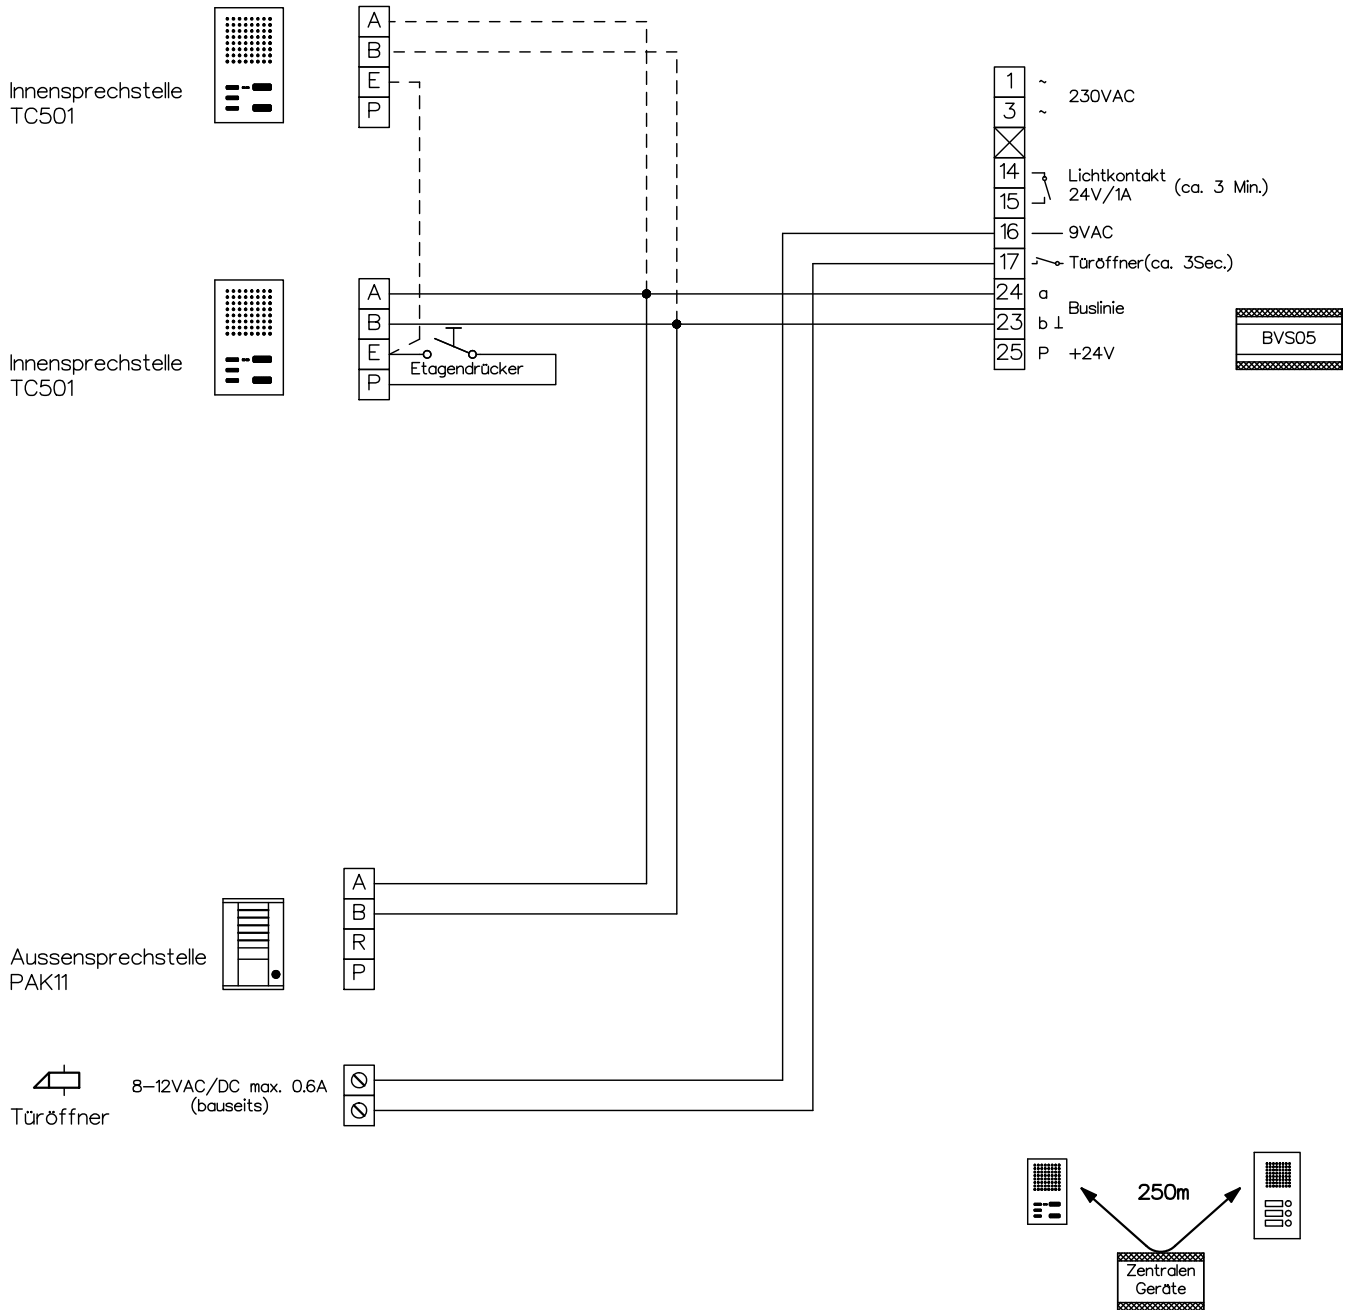 Innensprechstelle
TC501
A
B
E
P
1 ~
3 ~
230VAC
14
15
Lichtkontakt
24V/1A
(ca. 3 Min.)
16
9VAC
17
Türöffner(ca. 3Sec.)
24 a
23 b ⊥
Buslinie
25 P +24V
BVS05
Innensprechstelle
TC501
A
B
E
P
Etagendrücker
Aussensprechstelle
PAK11
A
B
R
P
Türöffner
8-12VAC/DC max. 0.6A
(bauseits)
250m
Zentralen
Geräte